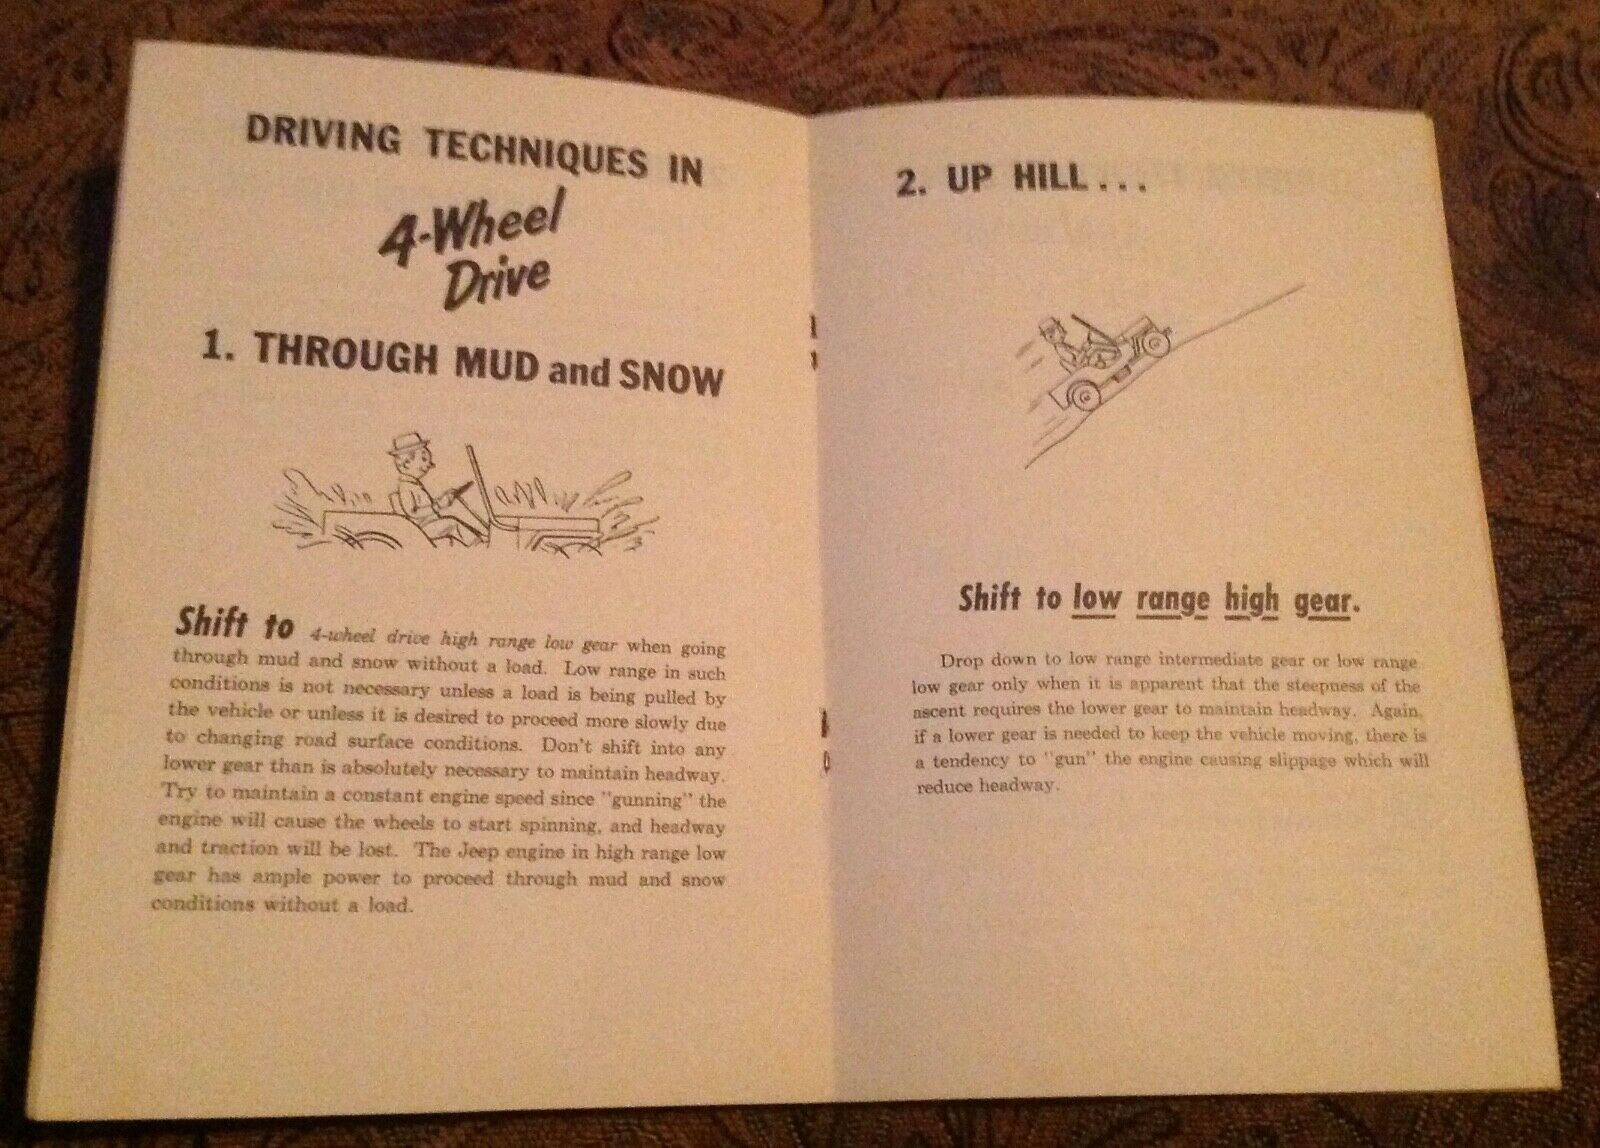 DRIVING TECHNIQUES IN
4-Wheel
Drive
1. THROUGH MUD and SNOW
Shift to 4-wheel drive high range low gear when going
through mud and snow without a load. Low range in such
conditions is not necessary unless a load is being pulled by
the vehicle or unless it is desired to proceed more slowly due
to changing road surface conditions. Don't shift into any
lower gear than is absolutely necessary to maintain headway.
Try to maintain a constant engine speed since "gunning" the
engine will cause the wheels to start spinning, and headway
and traction will be lost. The Jeep engine in high range low
gear has ample power to proceed through mud and snow
conditions without a load.
2. UP HILL...
Shift to low range high gear.
Drop down to low range intermediate gear or low range
low gear only when it is apparent that the steepness of the
ascent requires the lower gear to maintain headway. Again,
if a lower gear is needed to keep the vehicle moving, there is
a tendency to "gun" the engine causing slippage which will
reduce headway.